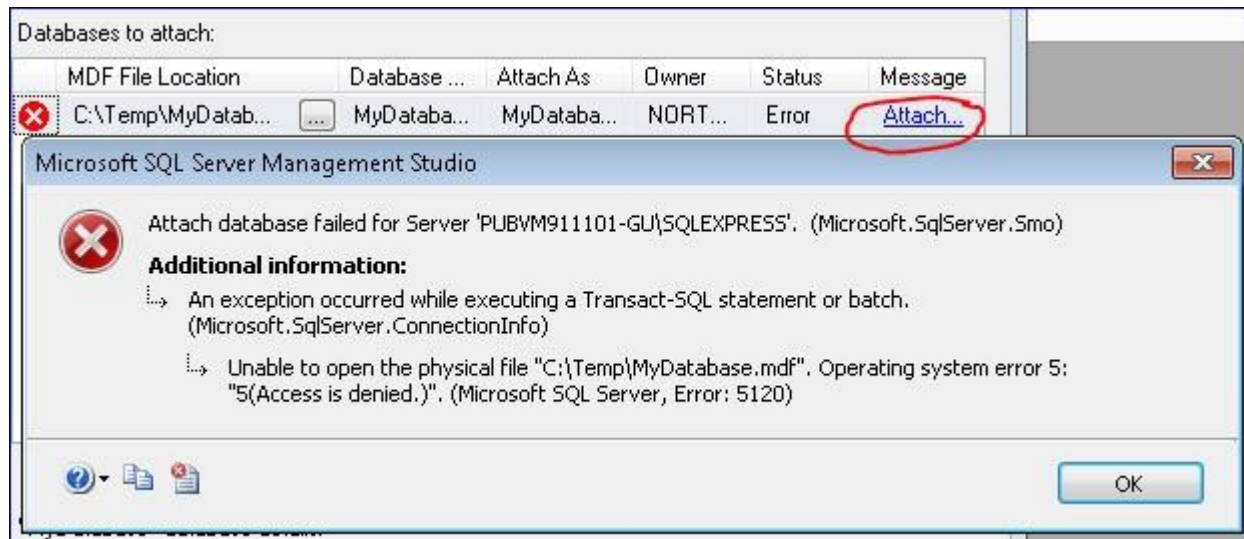 Databases to attach:
MDF File Location Database ... Attach As Owner Status Message
C:\Temp\MyDatab... ... MyDataba... MyDataba... NORT... Error Attach...
Microsoft SQL Server Management Studio
Attach database failed for Server 'PUBVM911101-GU\SQLEXPRESS'. (Microsoft.SqlServer.Smo)
Additional information:
An exception occurred while executing a Transact-SQL statement or batch.
(Microsoft.SqlServer.ConnectionInfo)
Unable to open the physical file "C:\Temp\MyDatabase.mdf". Operating system error 5:
"5(Access is denied.)". (Microsoft SQL Server, Error: 5120)
OK